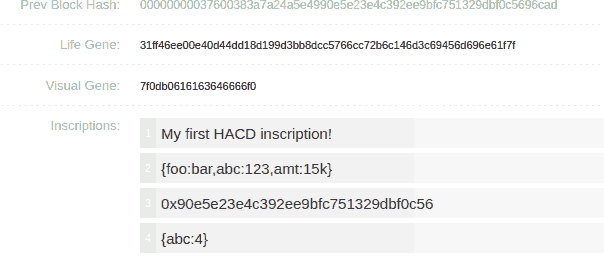 Prev Block Hash: 00000000037600383a7a24a5e4990e5e23e4c392ee9bfc751329dbf0c5696cad
Life Gene: 31ff46ee00e40d44dd18d199d3bb8dcc5766cc72b6c146d3c69456d696e61f7f
Visual Gene: 7f0db0616163646666f0
Inscriptions:
1 My first HACD inscription!
2 {foo:bar,abc:123,amt:15k}
3 0x90e5e23e4c392ee9bfc751329dbf0c56
4 {abc:4}